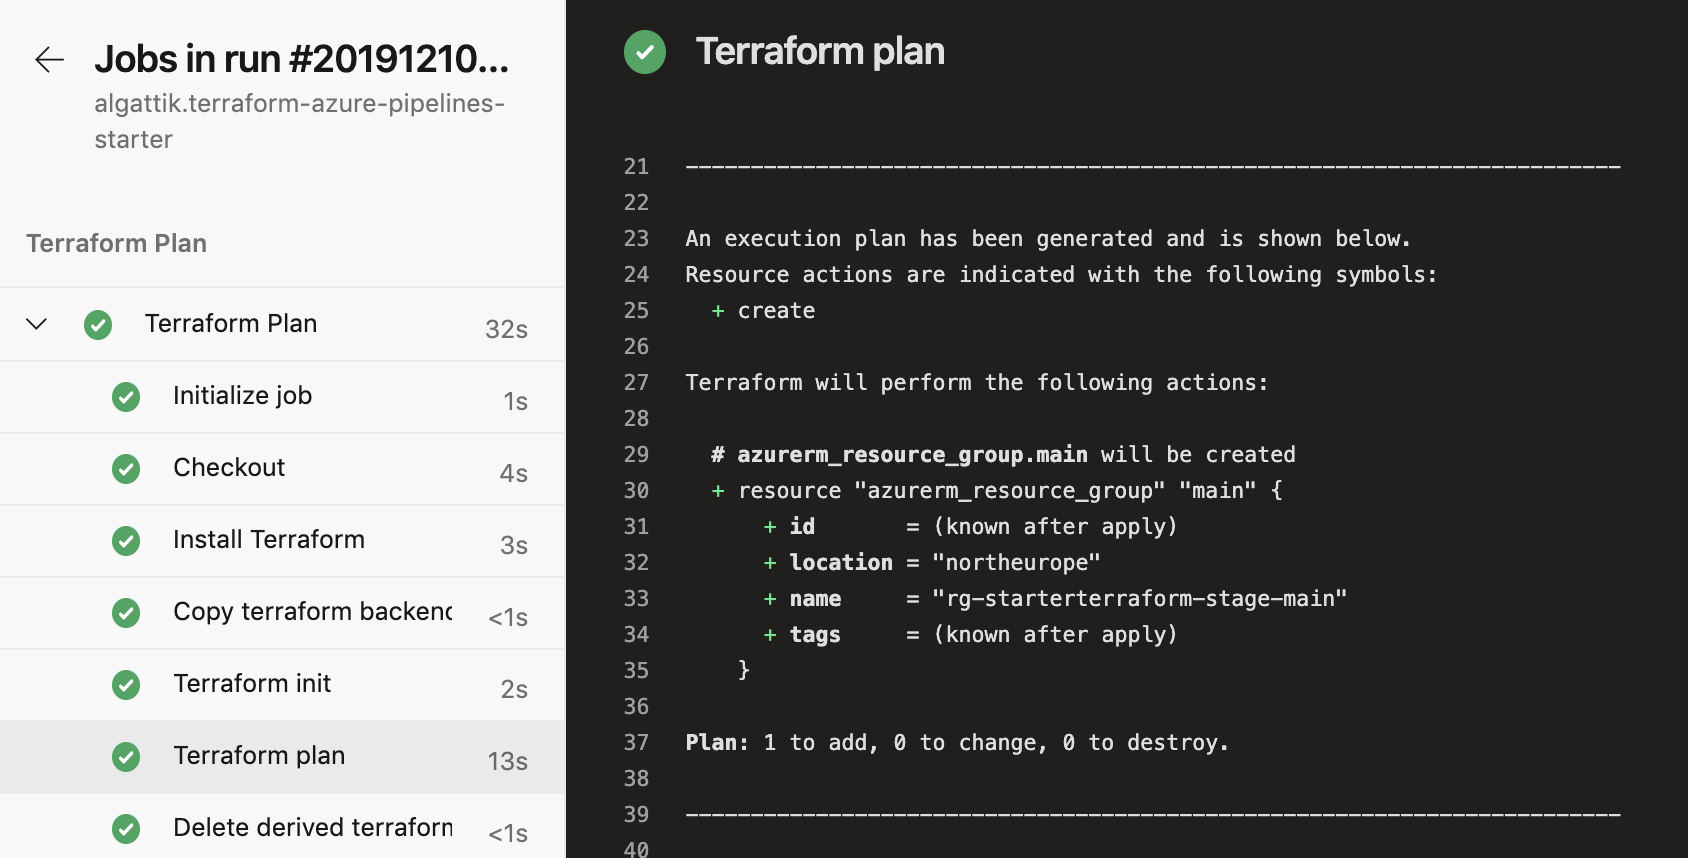 Jobs in run #20191210...
algattik.terraform-azure-pipelines-
starter
Terraform Plan
Terraform Plan 32s
Initialize job 1s
Checkout 4s
Install Terraform 3s
Copy terraform backend <1s
Terraform init 2s
Terraform plan 13s
Delete derived terraform <1s
Terraform plan
21 ------------------------------------------------------------------------
22
23 An execution plan has been generated and is shown below.
24 Resource actions are indicated with the following symbols:
25 + create
26
27 Terraform will perform the following actions:
28
29 # azurerm_resource_group.main will be created
30 + resource "azurerm_resource_group" "main" {
31 + id = (known after apply)
32 + location = "northeurope"
33 + name = "rg-starterterraform-stage-main"
34 + tags = (known after apply)
35 }
36
37 Plan: 1 to add, 0 to change, 0 to destroy.
38
39 ------------------------------------------------------------------------
40